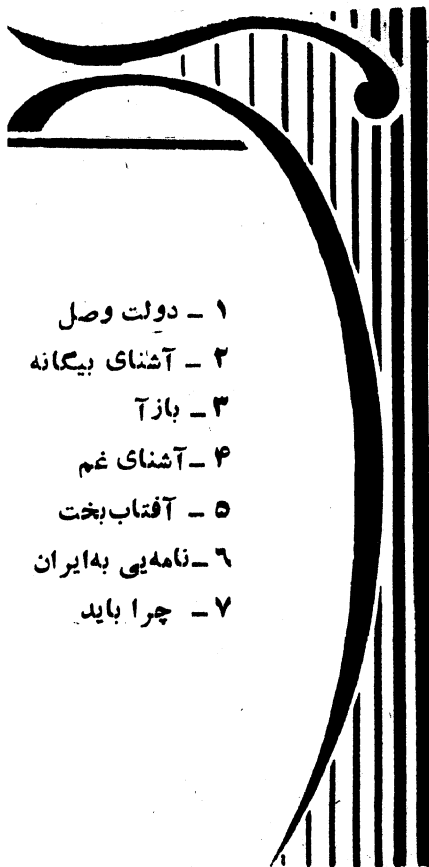 ۱ - دولت وصل
۲ - آشنای بیگانه
۳ - بازآ
۴ - آشنای غم
۵ - آفتاب‌بخت
۶ - نامه‌یی به‌ایران
۷ - چرا باید